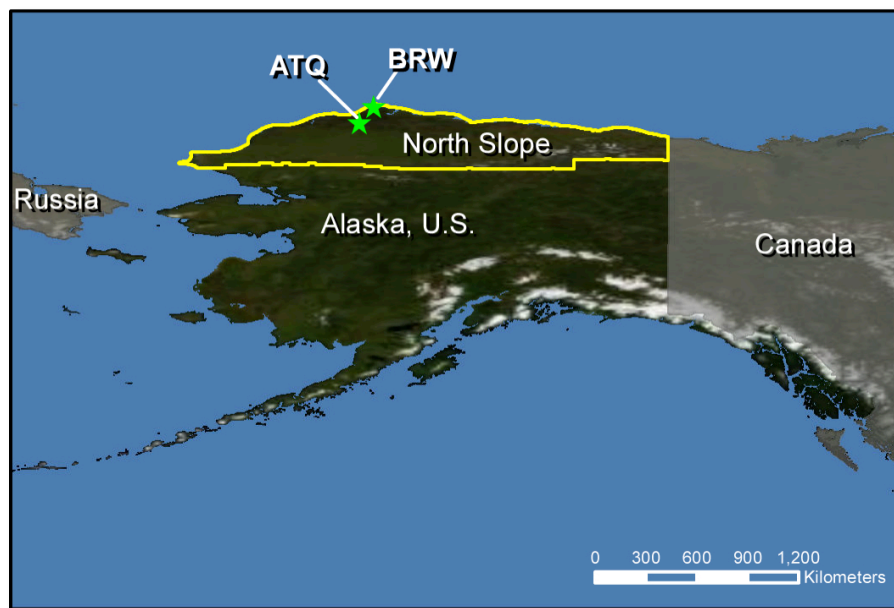 BRW
ATQ
North Slope
Russia
Alaska, U.S.
Canada
0 300 600 900 1,200
Kilometers